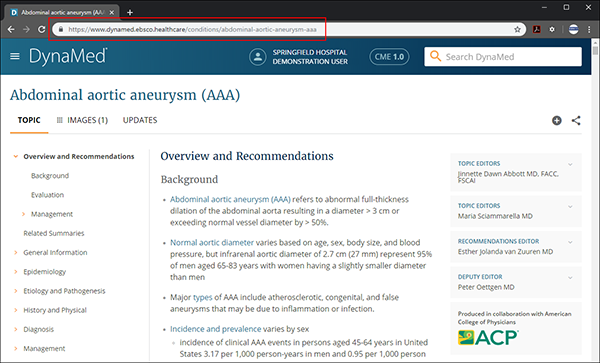 Abdominal aortic aneurysm (AAA
https://www.dynamed.ebsco.healthcare/conditions/abdominal-aortic-aneurysm-aaa
DynaMed
SPRINGFIELD HOSPITAL
DEMONSTRATION USER
CME 1.0
Search DynaMed
Abdominal aortic aneurysm (AAA)
TOPIC
IMAGES (1)
UPDATES
Overview and Recommendations
Background
Evaluation
Management
Related Summaries
General Information
Epidemiology
Etiology and Pathogenesis
History and Physical
Diagnosis
Management
Overview and Recommendations
Background
Abdominal aortic aneurysm (AAA) refers to abnormal full-thickness
dilation of the abdominal aorta resulting in a diameter > 3 cm or
exceeding normal vessel diameter by > 50%.
Normal aortic diameter varies based on age, sex, body size, and blood
pressure, but infrarenal aortic diameter of 2.7 cm (27 mm) represent 95%
of men aged 65-83 years with women having a slightly smaller diameter
than men
Major types of AAA include atherosclerotic, congenital, and false
aneurysms that may be due to inflammation or infection.
Incidence and prevalence varies by sex
incidence of clinical AAA events in persons aged 45-64 years in United
States 3.17 per 1,000 person-years in men and 0.95 per 1,000 person
TOPIC EDITORS
Jinnette Dawn Abbott MD, FACC,
FSCAI
TOPIC EDITORS
Maria Sciammarella MD
RECOMMENDATIONS EDITOR
Esther Jolanda van Zuuren MD
DEPUTY EDITOR
Peter Oettgen MD
Produced in collaboration with American
College of Physicians
ACP